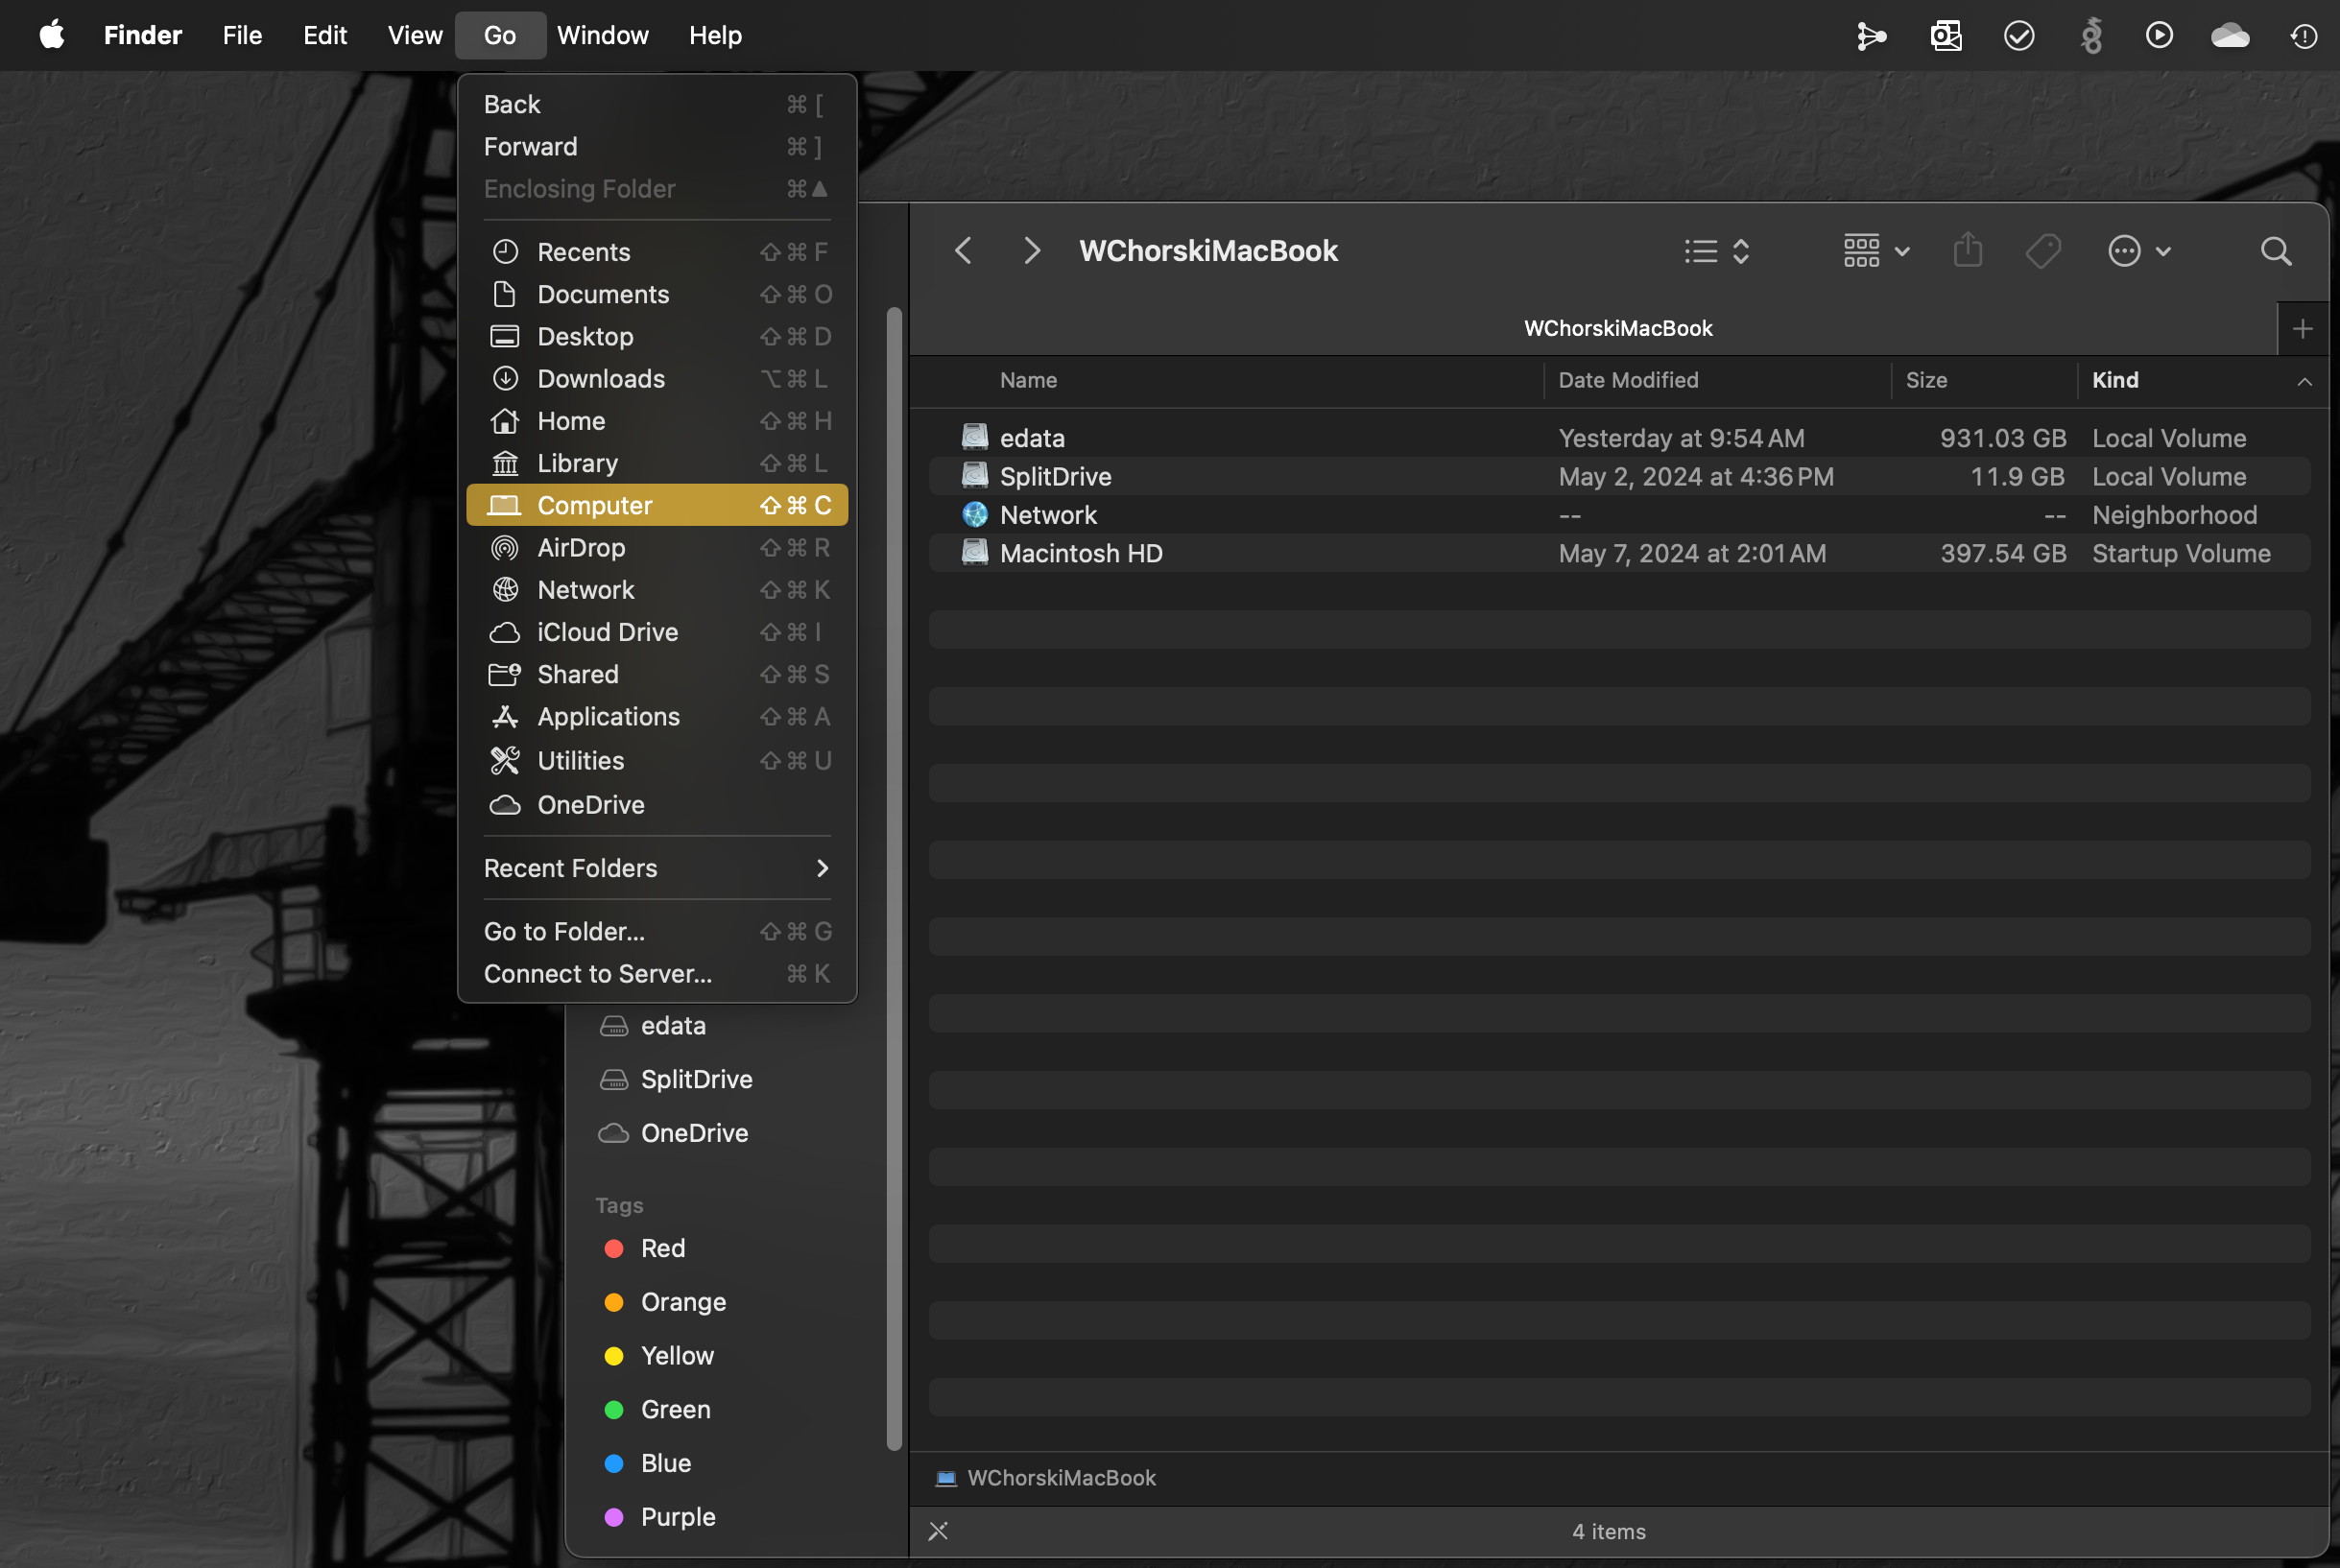 Finder File Edit View Go Window Help
Back ⌘ [
Forward ⌘ ]
Enclosing Folder ⌘▲
Recents ⇧⌘F
Documents ⇧⌘O
Desktop ⇧⌘D
Downloads ⌥⌘L
Home ⇧⌘H
Library ⇧⌘L
Computer ⇧⌘C
AirDrop ⇧⌘R
Network ⇧⌘K
iCloud Drive ⇧⌘I
Shared ⇧⌘S
Applications ⇧⌘A
Utilities ⇧⌘U
OneDrive
Recent Folders
Go to Folder... ⇧⌘G
Connect to Server... ⌘K
edata
SplitDrive
OneDrive
Tags
Red
Orange
Yellow
Green
Blue
Purple
WChorskiMacBook
WChorskiMacBook
Name Date Modified Size Kind
edata Yesterday at 9:54 AM 931.03 GB Local Volume
SplitDrive May 2, 2024 at 4:36 PM 11.9 GB Local Volume
Network -- -- Neighborhood
Macintosh HD May 7, 2024 at 2:01 AM 397.54 GB Startup Volume
WChorskiMacBook
4 items